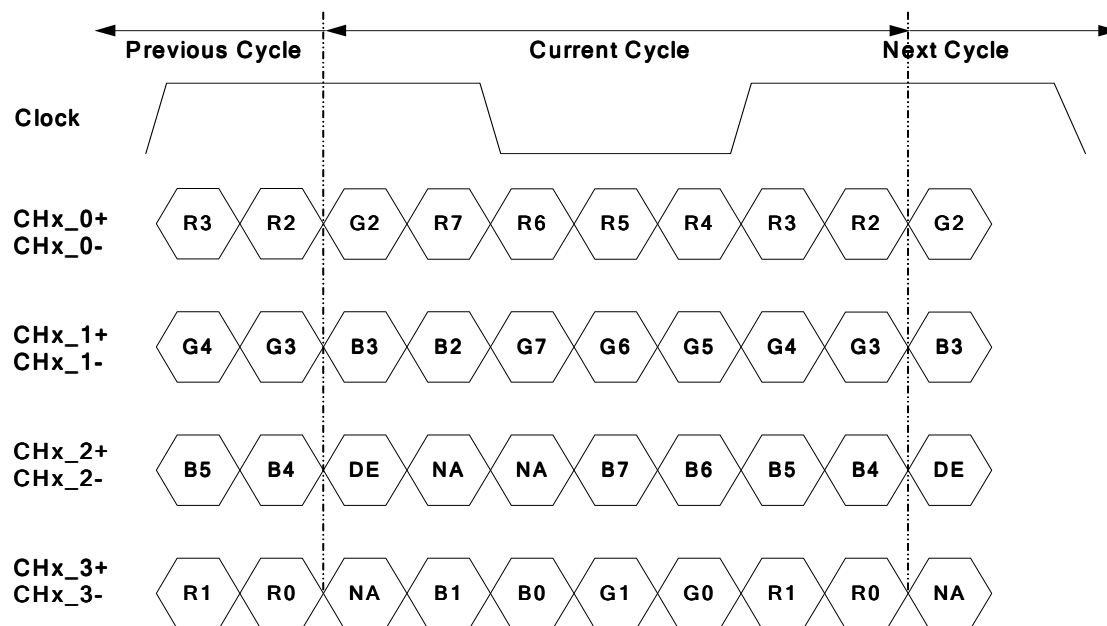 Previous Cycle Current Cycle Next Cycle
Clock
CHx_0+
CHx_0-
R3 R2 G2 R7 R6 R5 R4 R3 R2 G2
CHx_1+
CHx_1-
G4 G3 B3 B2 G7 G6 G5 G4 G3 B3
CHx_2+
CHx_2-
B5 B4 DE NA NA B7 B6 B5 B4 DE
CHx_3+
CHx_3-
R1 R0 NA B1 B0 G1 G0 R1 R0 NA